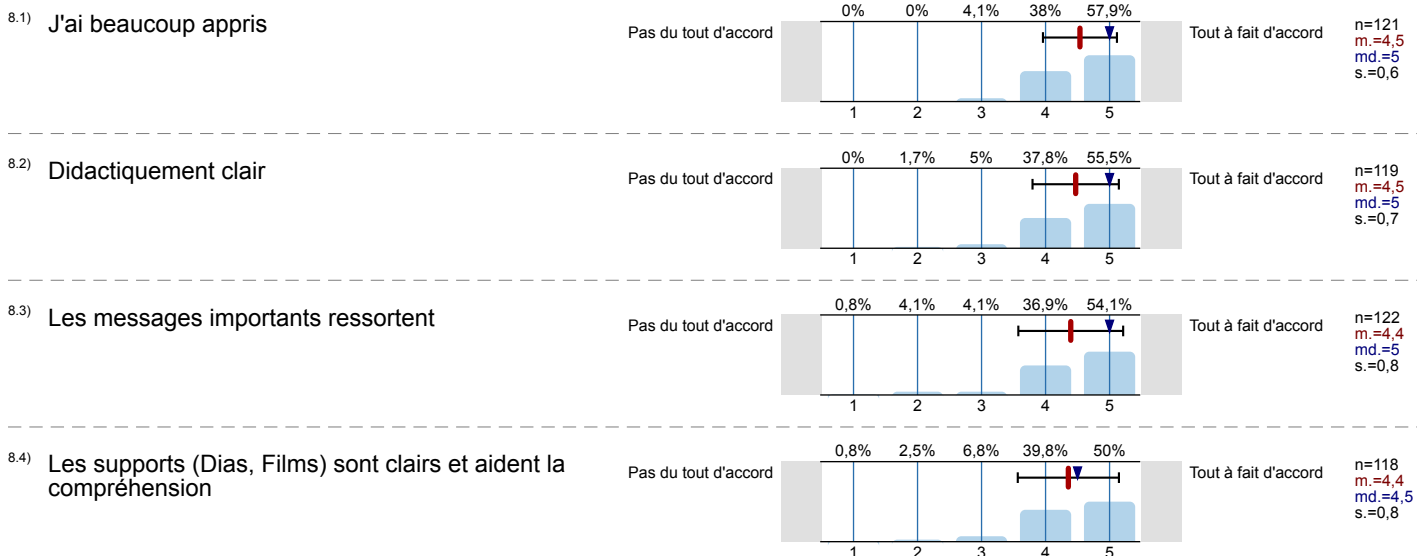 8.1) J'ai beaucoup appris
Pas du tout d'accord
0% 0% 4,1% 38% 57,9%
1 2 3 4 5
Tout à fait d'accord
n=121
m.=4,5
md.=5
s.=0,6
8.2) Didactiquement clair
Pas du tout d'accord
0% 1,7% 5% 37,8% 55,5%
1 2 3 4 5
Tout à fait d'accord
n=119
m.=4,5
md.=5
s.=0,7
8.3) Les messages importants ressortent
Pas du tout d'accord
0,8% 4,1% 4,1% 36,9% 54,1%
1 2 3 4 5
Tout à fait d'accord
n=122
m.=4,4
md.=5
s.=0,8
8.4) Les supports (Dias, Films) sont clairs et aident la
compréhension
Pas du tout d'accord
0,8% 2,5% 6,8% 39,8% 50%
1 2 3 4 5
Tout à fait d'accord
n=118
m.=4,4
md.=4,5
s.=0,8